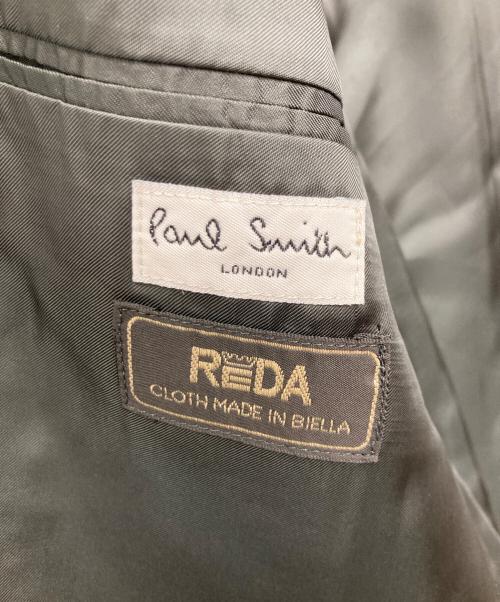 Paul Smith
LONDON
REDA
CLOTH MADE IN BIELLA